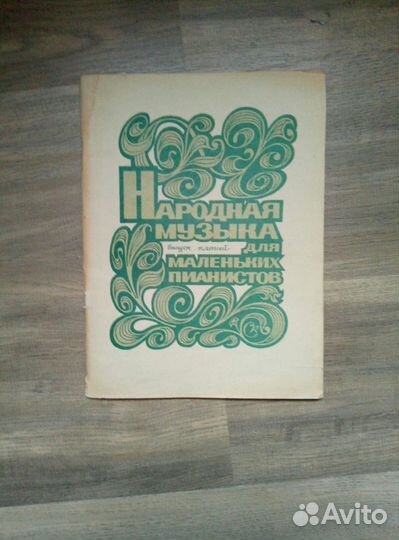 НАРОДНАЯ
МУЗЫКА
выпуск пятый для
МАЛЕНЬКИХ
ПИАНИСТОВ
Avito